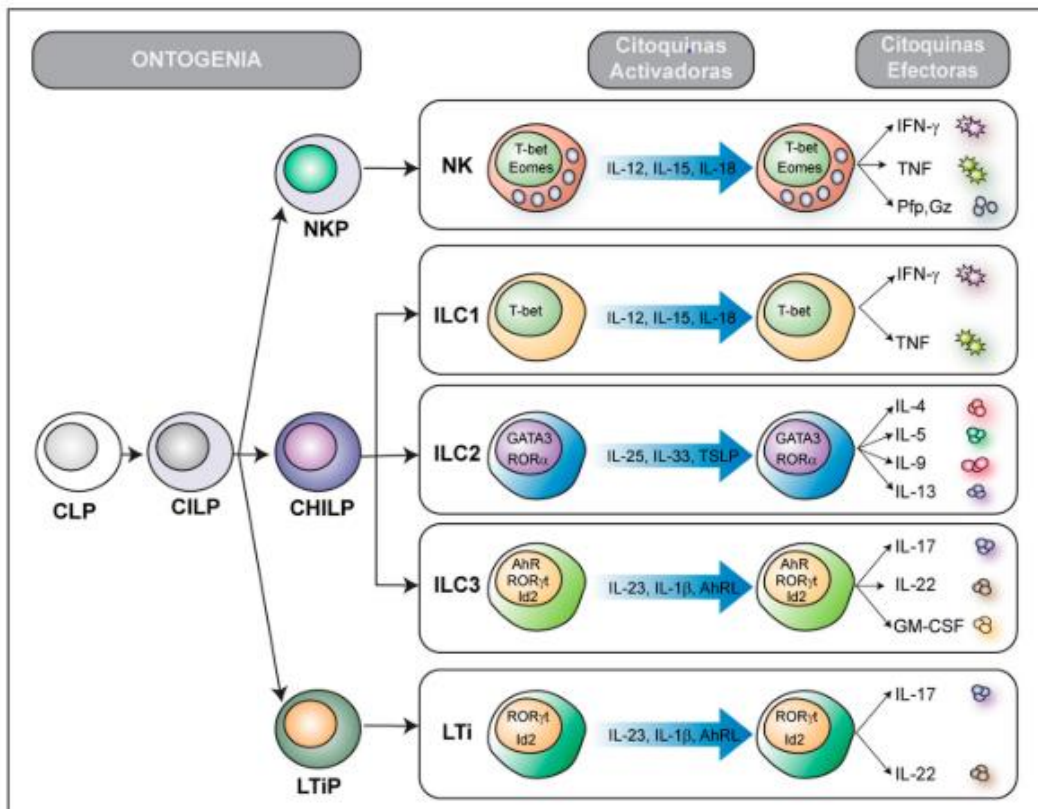 ONTOGENIA
Citoquinas
Activadoras
Citoquinas
Efectoras
NKP
NK
T-bet
Eomes
IL-12, IL-15, IL-18
T-bet
Eomes
IFN-γ
TNF
Pfp,Gz
ILC1
T-bet
IL-12, IL-15, IL-18
T-bet
IFN-γ
TNF
CLP
CILP
CHILP
ILC2
GATA3
RORα
IL-25, IL-33, TSLP
GATA3
RORα
IL-4
IL-5
IL-9
IL-13
ILC3
AhR
RORγt
Id2
IL-23, IL-1β, AhRL
AhR
RORγt
Id2
IL-17
IL-22
GM-CSF
LTiP
LTi
RORγt
Id2
IL-23, IL-1β, AhRL
RORγt
Id2
IL-17
IL-22